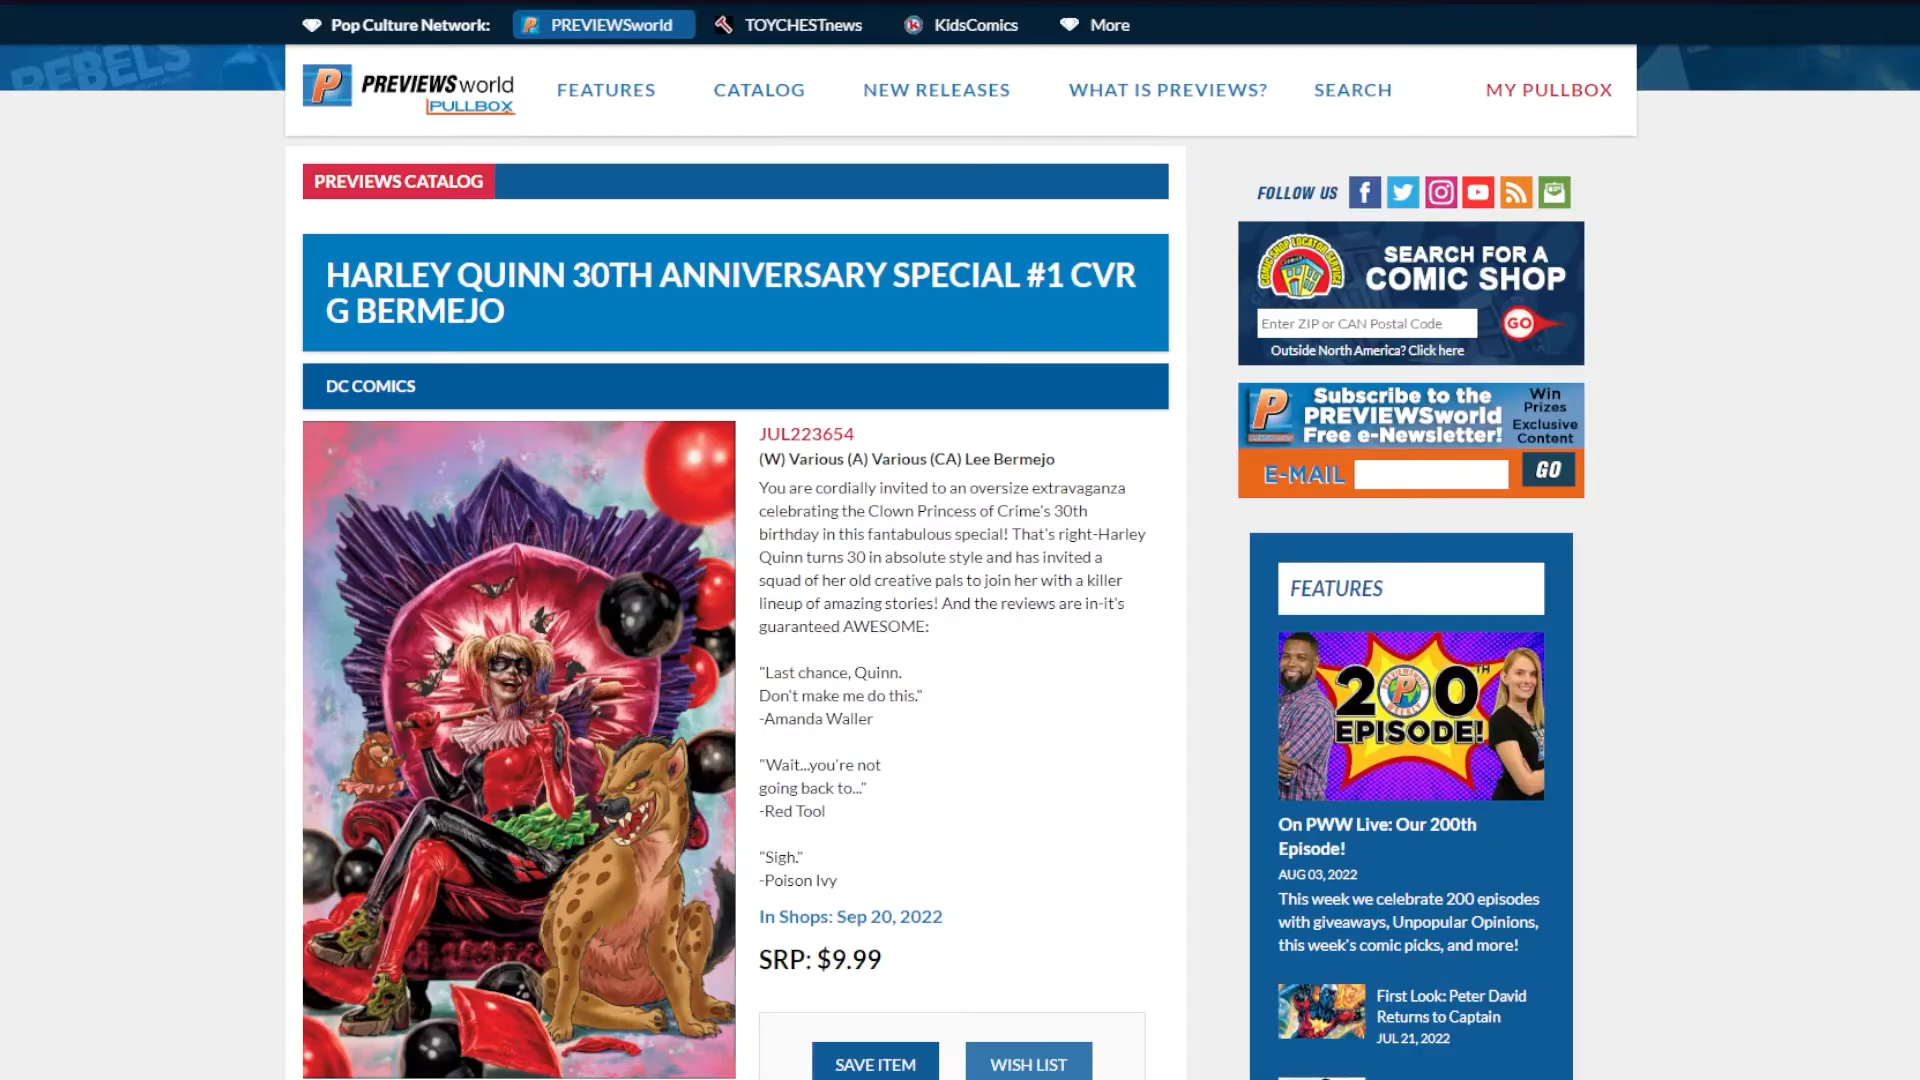 Pop Culture Network:
PREVIEWSworld
TOYCHESTnews
KidsComics
More
REBELS
PREVIEWSworld
PULLBOX
FEATURES
CATALOG
NEW RELEASES
WHAT IS PREVIEWS?
SEARCH
MY PULLBOX
PREVIEWS CATALOG
HARLEY QUINN 30TH ANNIVERSARY SPECIAL #1 CVR
G BERMEJO
DC COMICS
JUL223654
(W) Various (A) Various (CA) Lee Bermejo
You are cordially invited to an oversize extravaganza
celebrating the Clown Princess of Crime's 30th
birthday in this fantabulous special! That's right-Harley
Quinn turns 30 in absolute style and has invited a
squad of her old creative pals to join her with a killer
lineup of amazing stories! And the reviews are in-it's
guaranteed AWESOME:
"Last chance, Quinn.
Don't make me do this."
-Amanda Waller
"Wait...you're not
going back to..."
-Red Tool
"Sigh."
-Poison Ivy
In Shops: Sep 20, 2022
SRP: $9.99
SAVE ITEM
WISH LIST
FOLLOW US
COMIC SHOP LOCATOR SERVICE
SEARCH FOR A
COMIC SHOP
Enter ZIP or CAN Postal Code
GO
Outside North America? Click here
Subscribe to the
PREVIEWSworld
Free e-Newsletter!
Win
Prizes
Exclusive
Content
E-MAIL
GO
FEATURES
200TH
EPISODE!
On PWW Live: Our 200th
Episode!
AUG 03, 2022
This week we celebrate 200 episodes
with giveaways, Unpopular Opinions,
this week's comic picks, and more!
First Look: Peter David
Returns to Captain
JUL 21, 2022